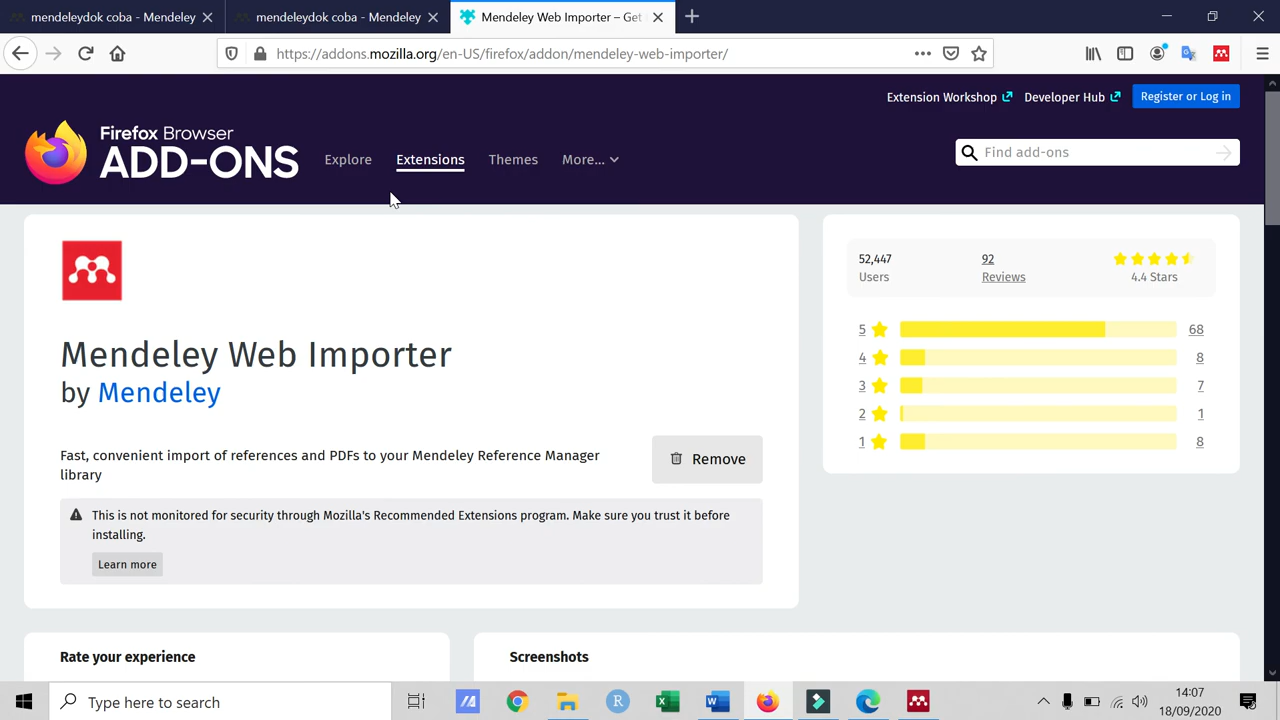 mendeleydok coba - Mendeley
mendeleydok coba - Mendeley
Mendeley Web Importer – Get
https://addons.mozilla.org/en-US/firefox/addon/mendeley-web-importer/
Extension Workshop
Developer Hub
Register or Log in
Firefox Browser
ADD-ONS
Explore
Extensions
Themes
More...
Find add-ons
Mendeley Web Importer
by Mendeley
Fast, convenient import of references and PDFs to your Mendeley Reference Manager
library
Remove
This is not monitored for security through Mozilla's Recommended Extensions program. Make sure you trust it before
installing.
Learn more
52,447
Users
92
Reviews
4.4 Stars
5 68
4 8
3 7
2 1
1 8
Rate your experience
Screenshots
Type here to search
14:07
18/09/2020